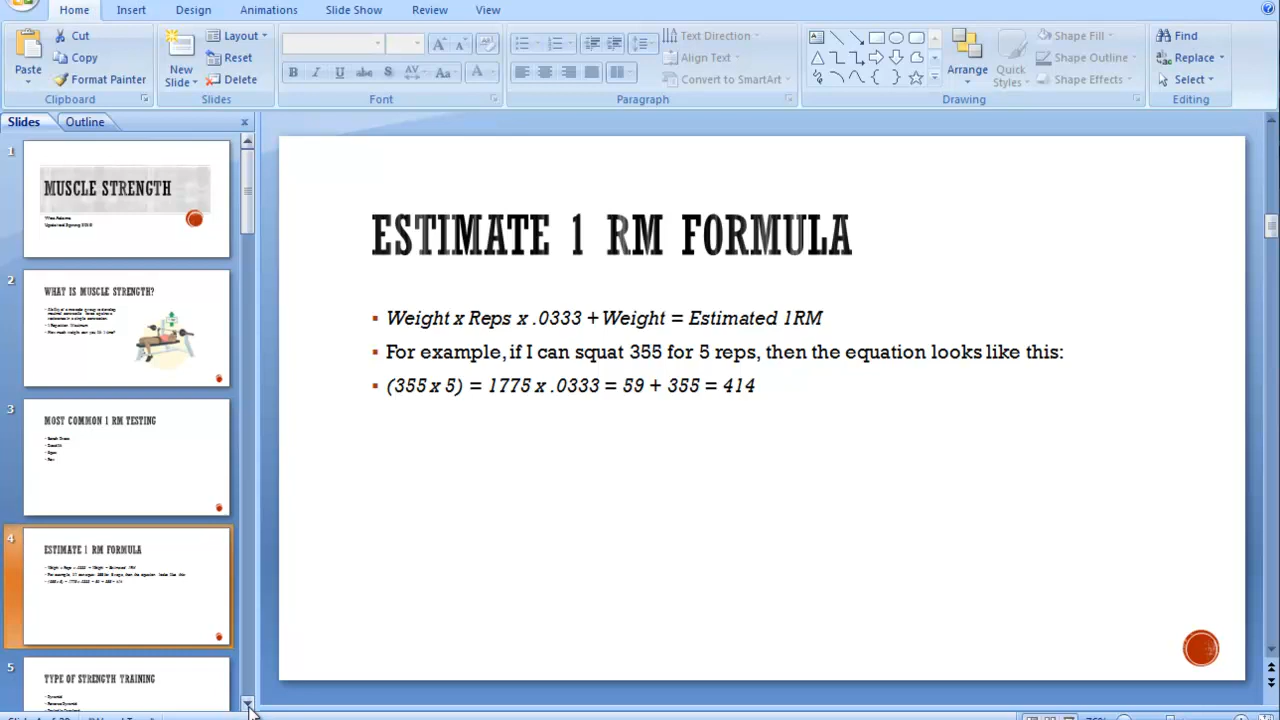 Home Insert Design Animations Slide Show Review View
Cut
Copy
Format Painter
Paste
Clipboard
New
Slide
Layout
Reset
Delete
Slides
Font
Text Direction
Align Text
Convert to SmartArt
Paragraph
Arrange
Quick
Styles
Shape Fill
Shape Outline
Shape Effects
Drawing
Find
Replace
Select
Editing
Slides Outline
1
MUSCLE STRENGTH
2
WHAT IS MUSCLE STRENGTH?
3
MOST COMMON 1 RM TESTING
4
ESTIMATE 1 RM FORMULA
5
TYPE OF STRENGTH TRAINING
ESTIMATE 1 RM FORMULA
Weight x Reps x .0333 + Weight = Estimated 1RM
For example, if I can squat 355 for 5 reps, then the equation looks like this:
(355 x 5) = 1775 x .0333 = 59 + 355 = 414